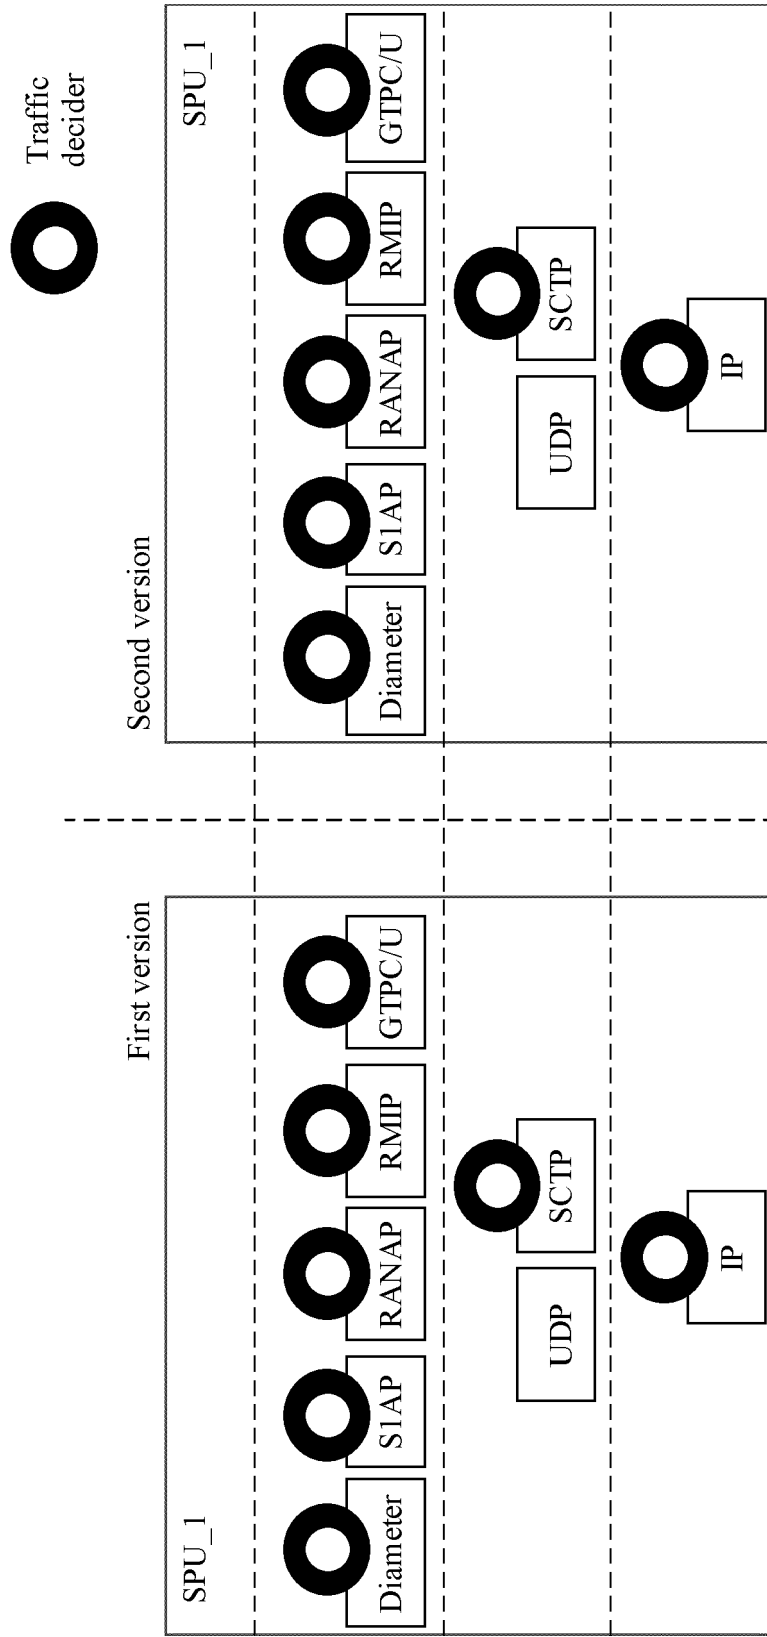 Traffic
decider
First version
Second version
SPU_1
SPU_1
Diameter
S1AP
RANAP
RMIP
GTPC/U
Diameter
S1AP
RANAP
RMIP
GTPC/U
UDP
SCTP
UDP
SCTP
IP
IP